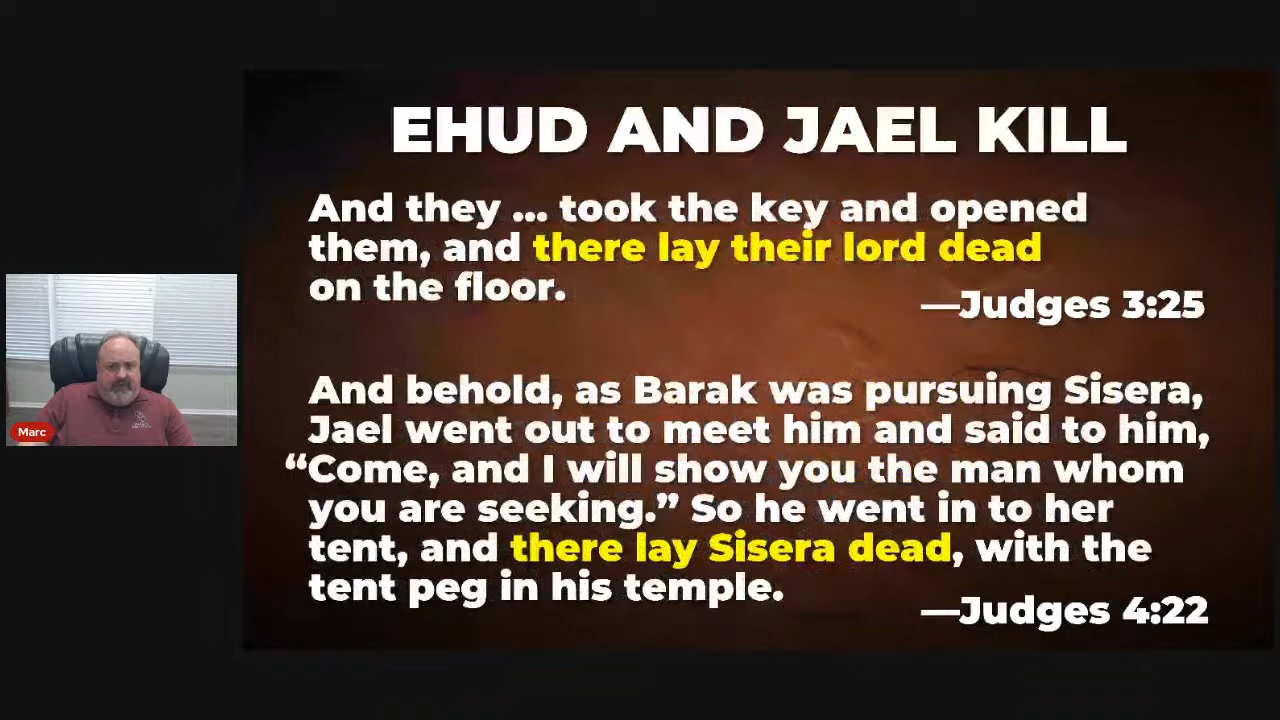 EHUD AND JAEL KILL
And they ... took the key and opened
them, and there lay their lord dead
on the floor.
—Judges 3:25
And behold, as Barak was pursuing Sisera,
Jael went out to meet him and said to him,
“Come, and I will show you the man whom
you are seeking.” So he went in to her
tent, and there lay Sisera dead, with the
tent peg in his temple.
—Judges 4:22
Marc